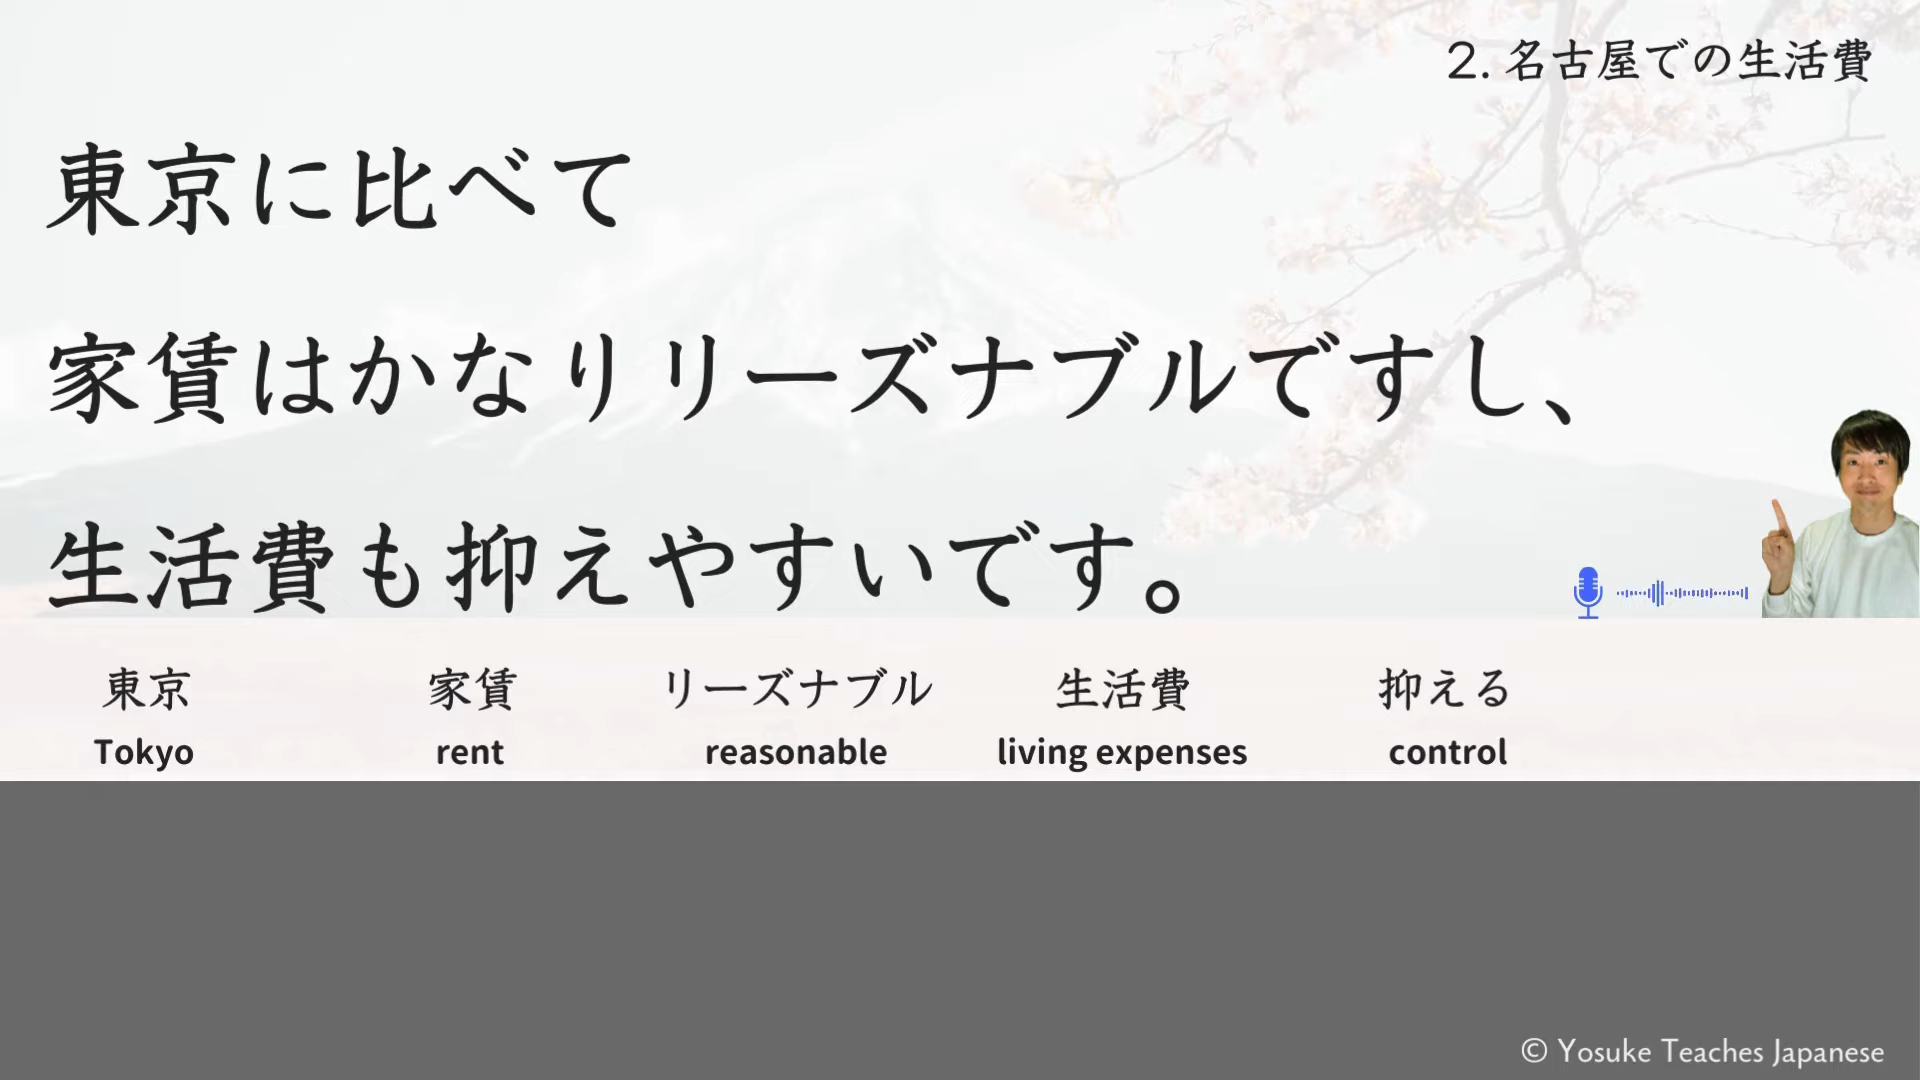 2. 名古屋での生活費
東京に比べて
家賃はかなりリーズナブルですし、
生活費も抑えやすいです。
東京 家賃 リーズナブル 生活費 抑える
Tokyo rent reasonable living expenses control
© Yosuke Teaches Japanese